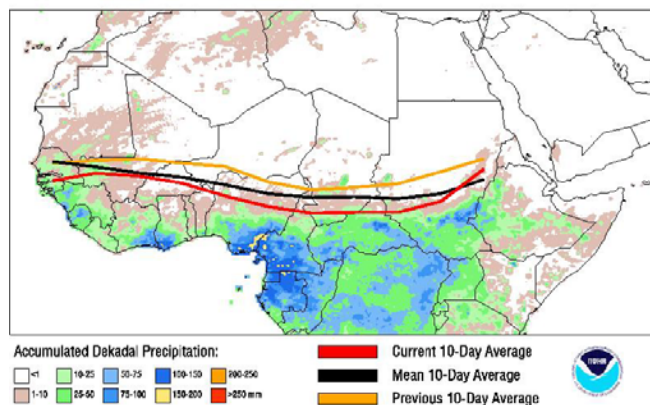 Accumulated Dekadal Precipitation:
<1 10-25 50-75 100-150 200-250
1-10 25-50 75-100 150-200 >250 mm
Current 10-Day Average
Mean 10-Day Average
Previous 10-Day Average
NOAA